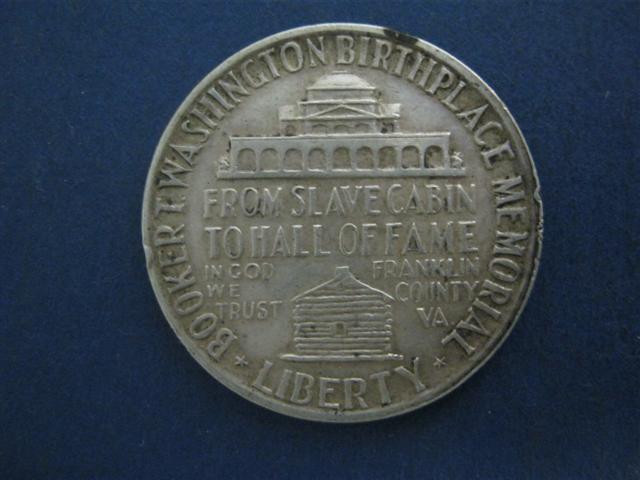 BOOKER T. WASHINGTON BIRTHPLACE MEMORIAL
FROM SLAVE CABIN
TO HALL OF FAME
IN GOD
WE
TRUST
FRANKLIN
COUNTY
VA.
* LIBERTY *